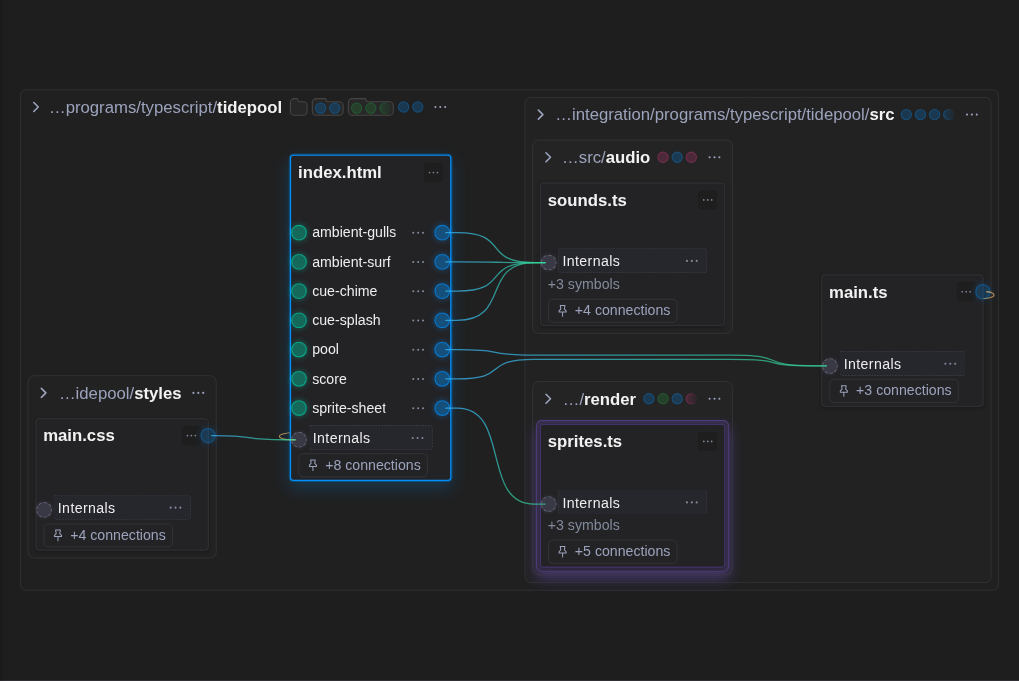 …programs/typescript/tidepool
…integration/programs/typescript/tidepool/src
…src/audio
index.html
sounds.ts
ambient-gulls
ambient-surf
cue-chime
cue-splash
pool
score
sprite-sheet
Internals
+8 connections
Internals
+3 symbols
+4 connections
main.ts
Internals
+3 connections
…idepool/styles
main.css
Internals
+4 connections
…/render
sprites.ts
Internals
+3 symbols
+5 connections